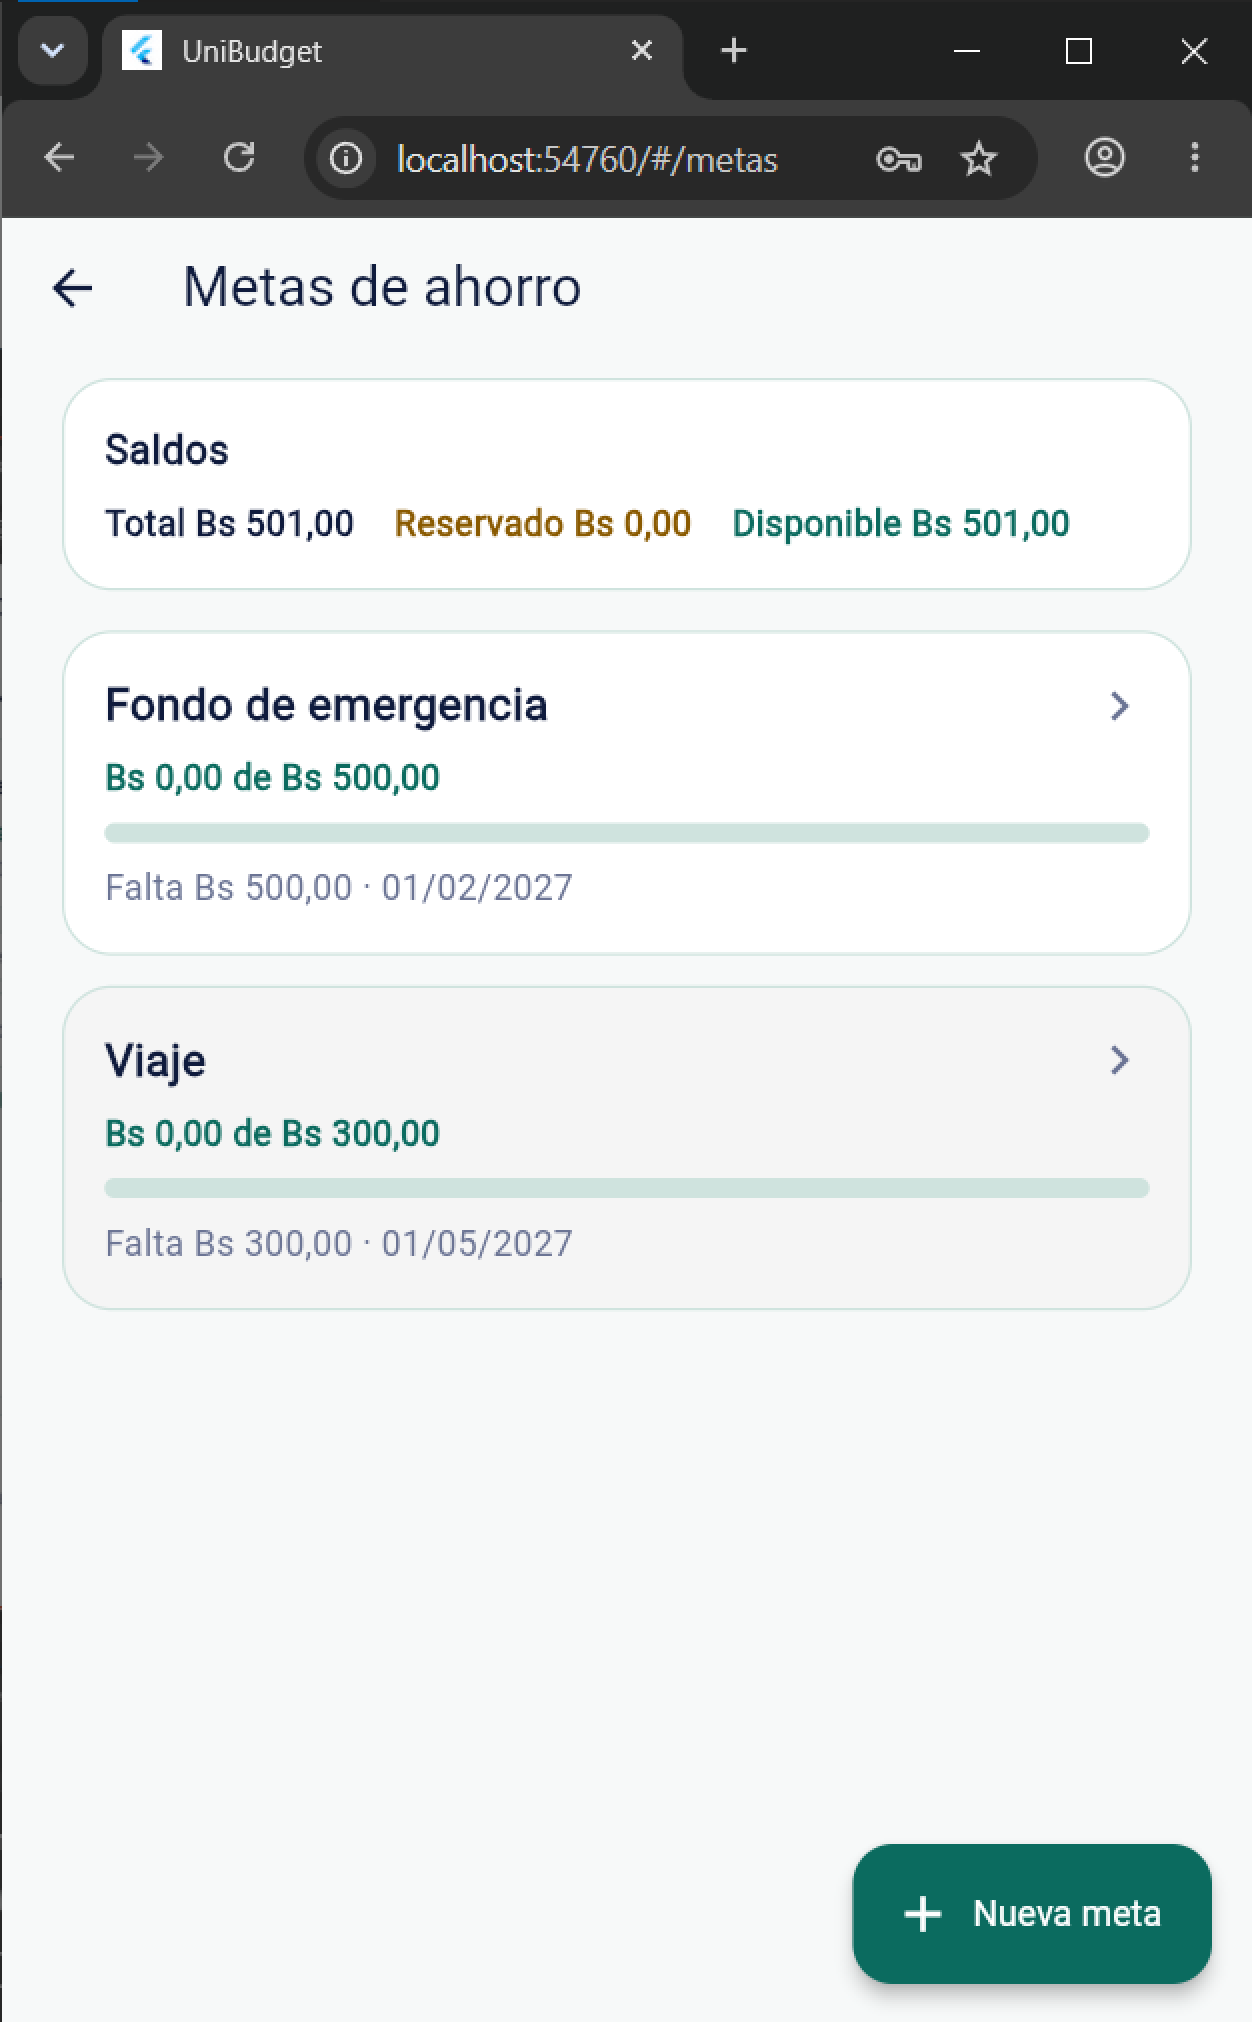 UniBudget
localhost:54760/#/metas
Metas de ahorro
Saldos
Total Bs 501,00 Reservado Bs 0,00 Disponible Bs 501,00
Fondo de emergencia
Bs 0,00 de Bs 500,00
Falta Bs 500,00 · 01/02/2027
Viaje
Bs 0,00 de Bs 300,00
Falta Bs 300,00 · 01/05/2027
Nueva meta